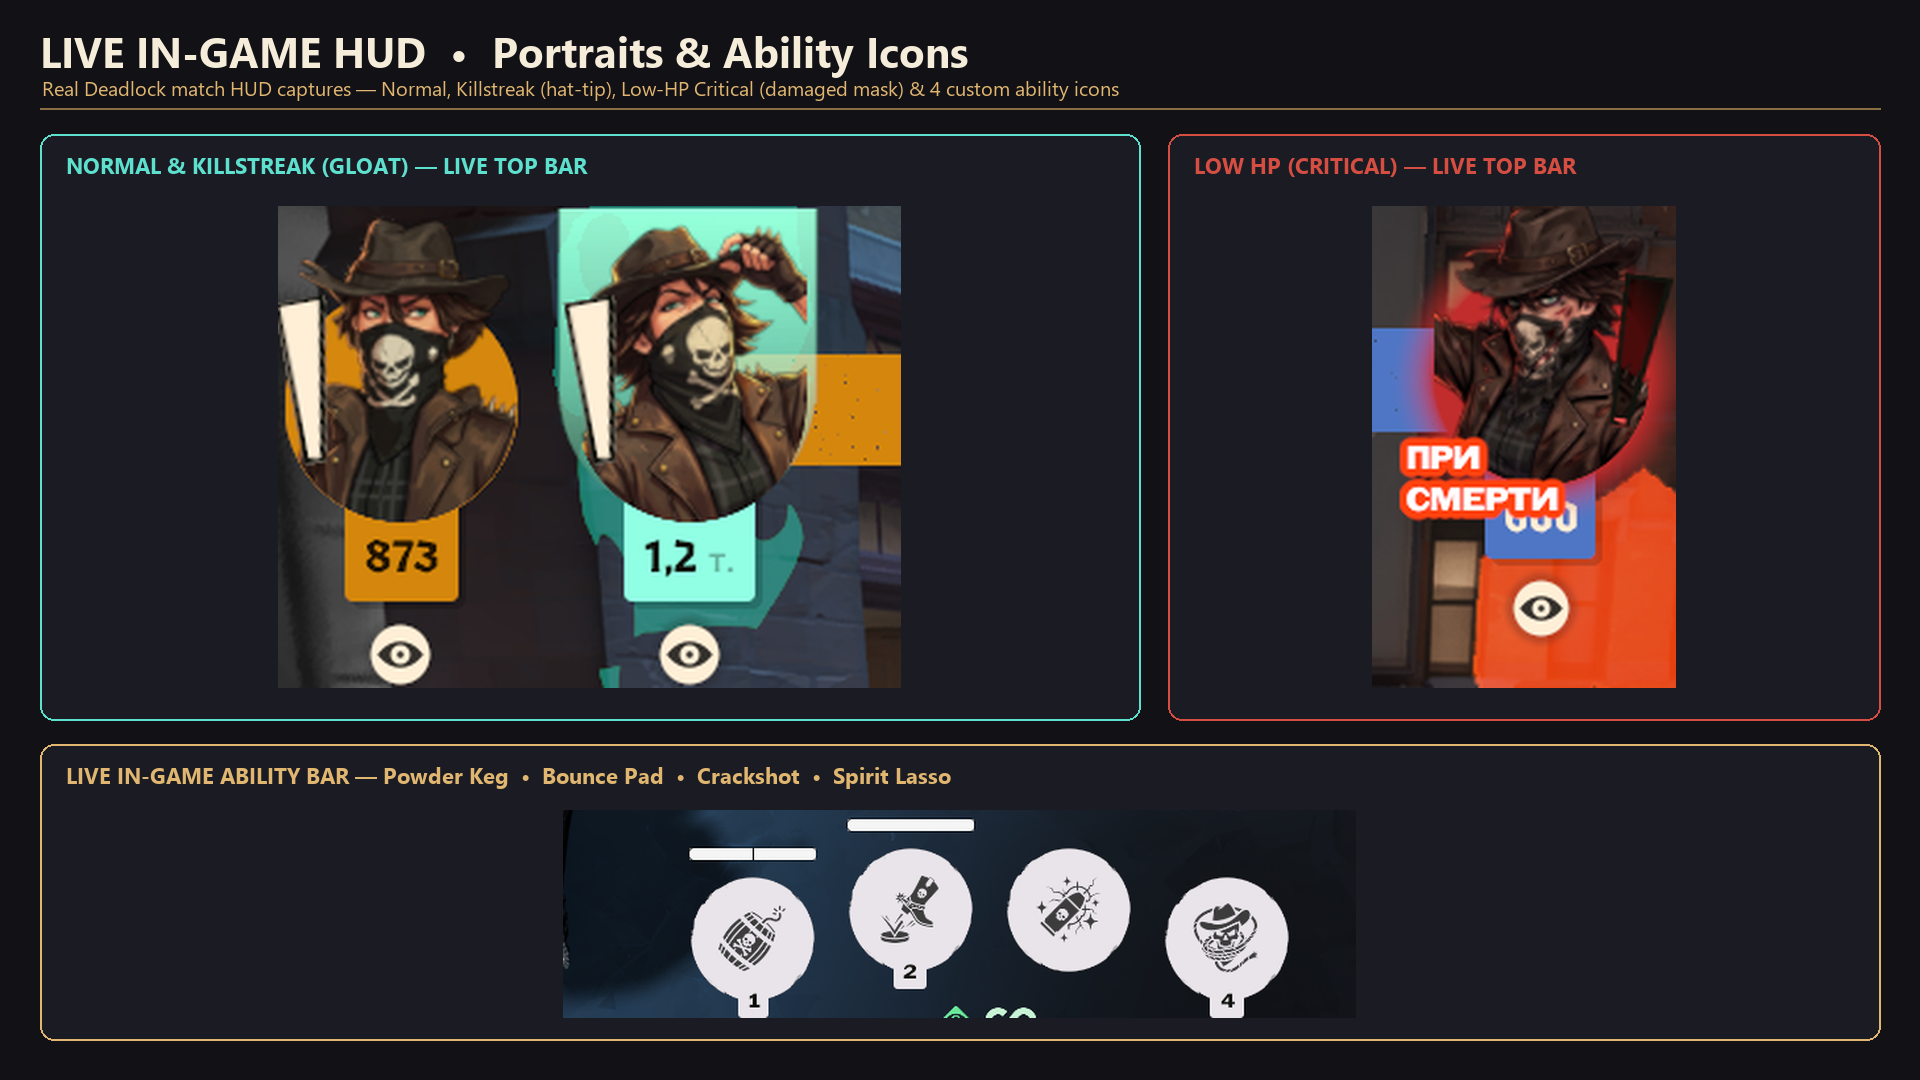 LIVE IN-GAME HUD • Portraits & Ability Icons
Real Deadlock match HUD captures — Normal, Killstreak (hat-tip), Low-HP Critical (damaged mask) & 4 custom ability icons
NORMAL & KILLSTREAK (GLOAT) — LIVE TOP BAR
873
1,2 т.
LOW HP (CRITICAL) — LIVE TOP BAR
ПРИ
СМЕРТИ
LIVE IN-GAME ABILITY BAR — Powder Keg • Bounce Pad • Crackshot • Spirit Lasso
1
2
4